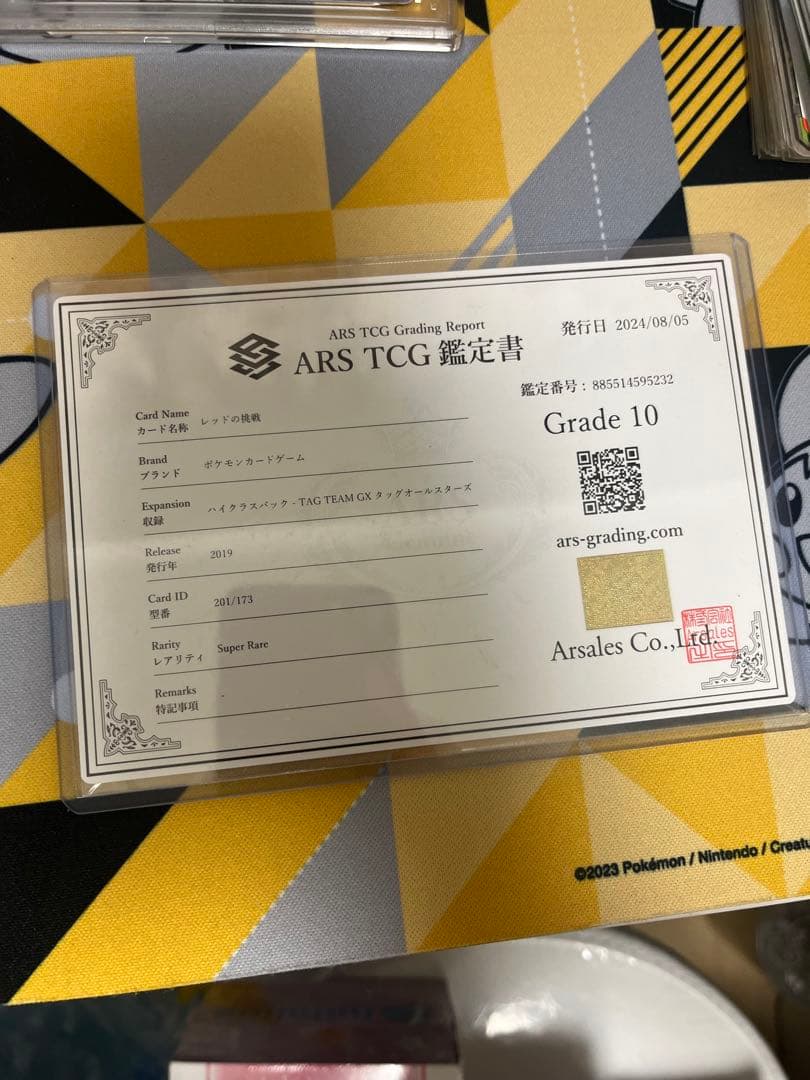 ARS TCG Grading Report
ARS TCG 鑑定書
発行日 2024/08/05
鑑定番号 : 885514595232
Grade 10
ars-grading.com
Arsales Co.,Ltd.
Card Name
カード名称 レッドの挑戦
Brand
ブランド ポケモンカードゲーム
Expansion
収録 ハイクラスパック - TAG TEAM GX タッグオールスターズ
Release
発行年 2019
Card ID
型番 201/173
Rarity
レアリティ Super Rare
Remarks
特記事項 -
©2023 Pokémon / Nintendo / Creatu